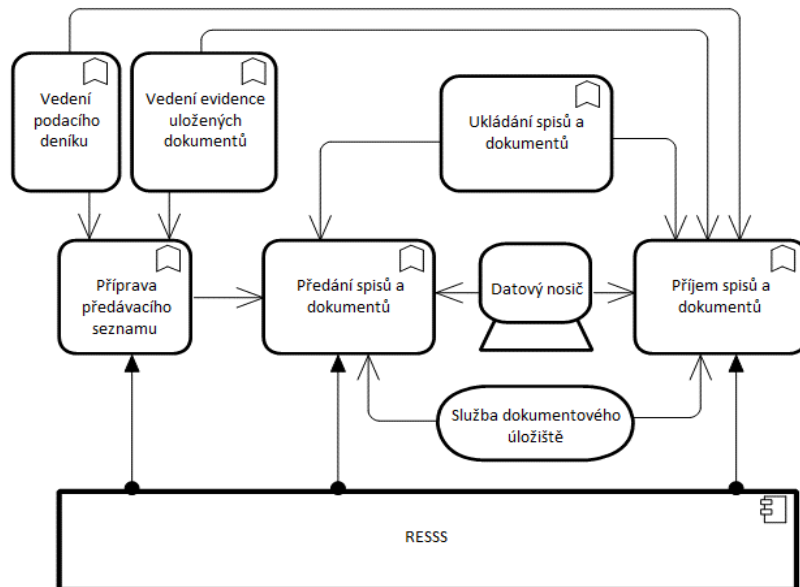 Vedení
podacího
deníku
Vedení evidence
uložených
dokumentů
Ukládání spisů a
dokumentů
Příprava
předávacího
seznamu
Předání spisů a
dokumentů
Datový nosič
Příjem spisů a
dokumentů
Služba dokumentového
úložiště
RESSS